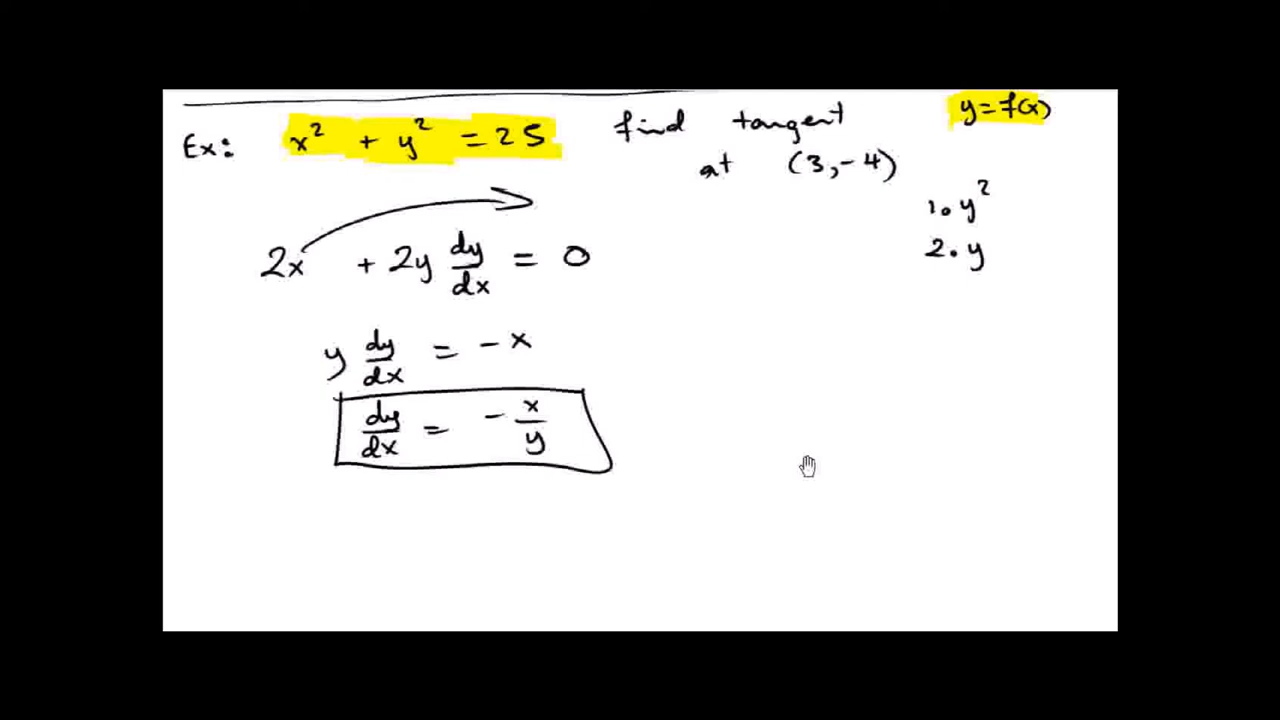 Ex: x² + y² = 25 find tangent y = f(x)
at (3,-4)
1. y²
2. y
2x + 2y dy/dx = 0
y dy/dx = - x
dy/dx = - x/y